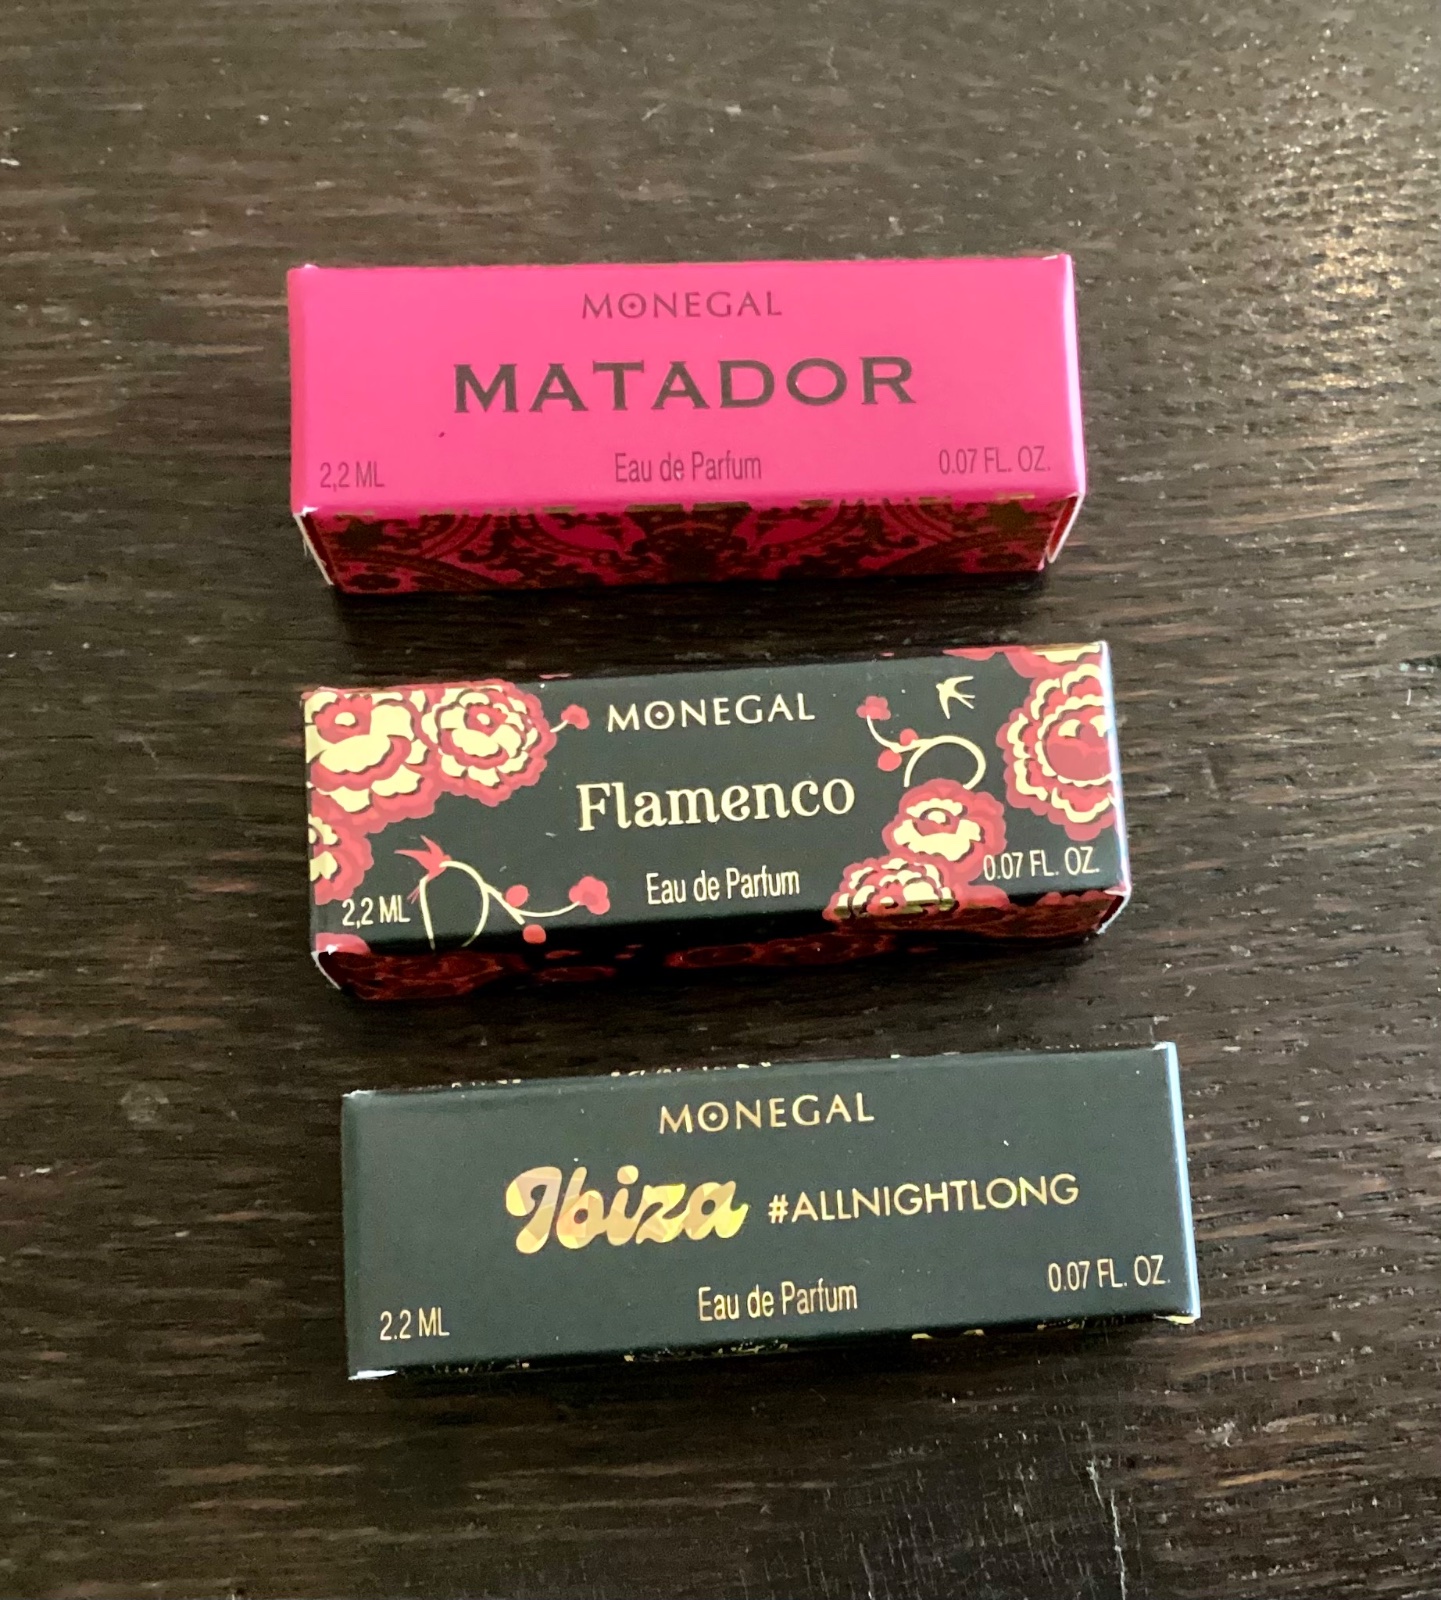 MONEGAL
MATADOR
2,2 ML Eau de Parfum 0.07 FL. OZ.
MONEGAL
Flamenco
2,2 ML Eau de Parfum 0.07 FL. OZ.
MONEGAL
Ibiza #ALLNIGHTLONG
2.2 ML Eau de Parfum 0.07 FL. OZ.